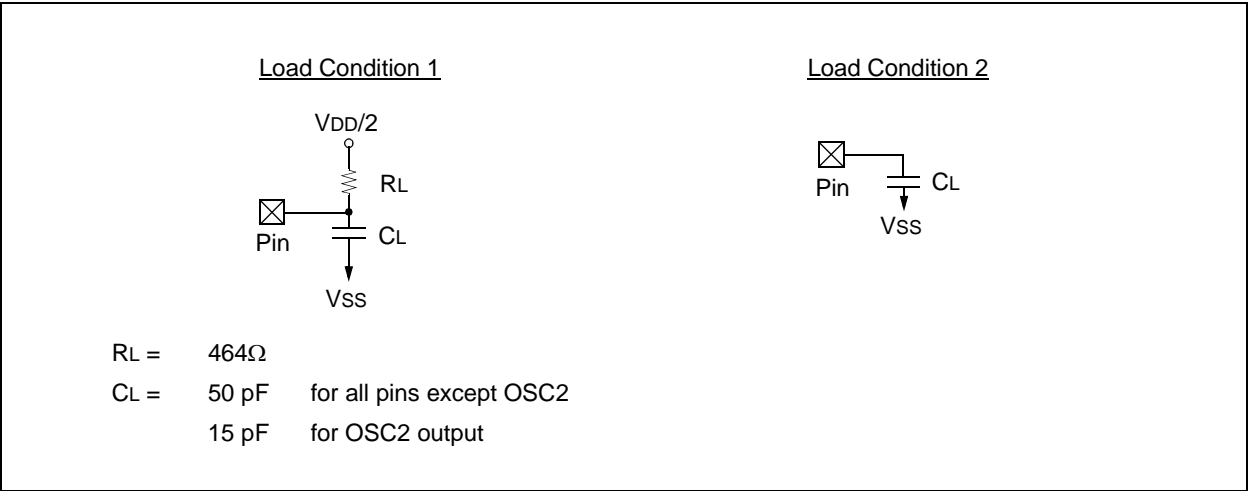 Load Condition 1
VDD/2
RL
Pin
CL
VSS
Load Condition 2
Pin
CL
VSS
RL = 464Ω
CL = 50 pF for all pins except OSC2
15 pF for OSC2 output